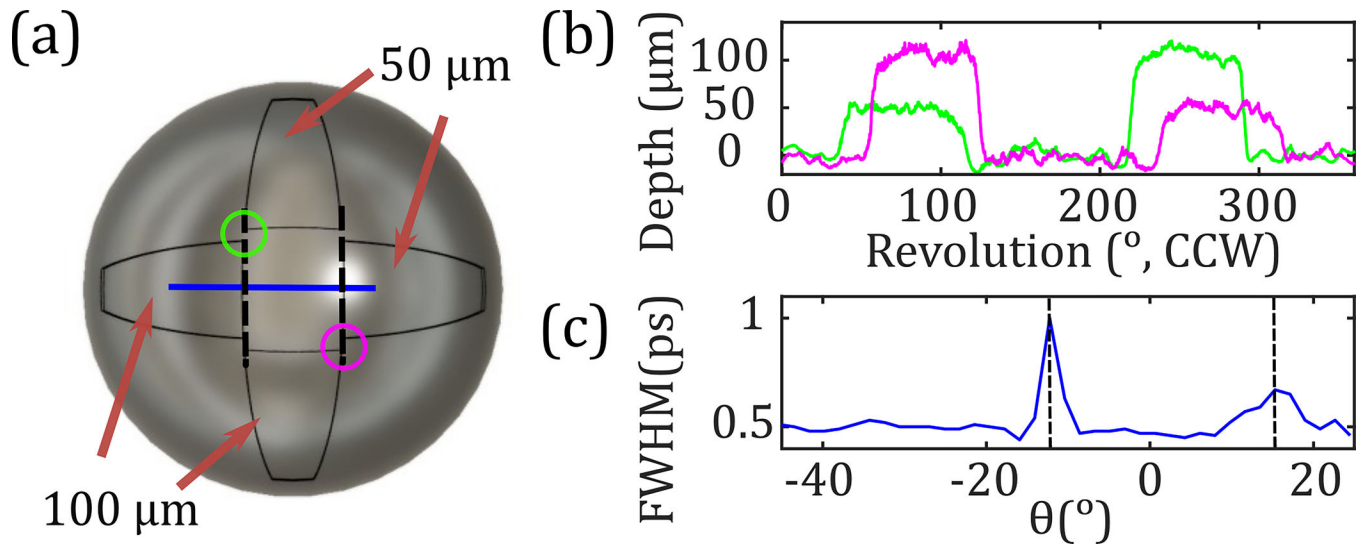 (a)
50 μm
100 μm
(b)
Depth (μm)
100
50
0
0 100 200 300
Revolution (º, CCW)
(c)
FWHM(ps)
1
0.5
-40 -20 0 20
θ(º)